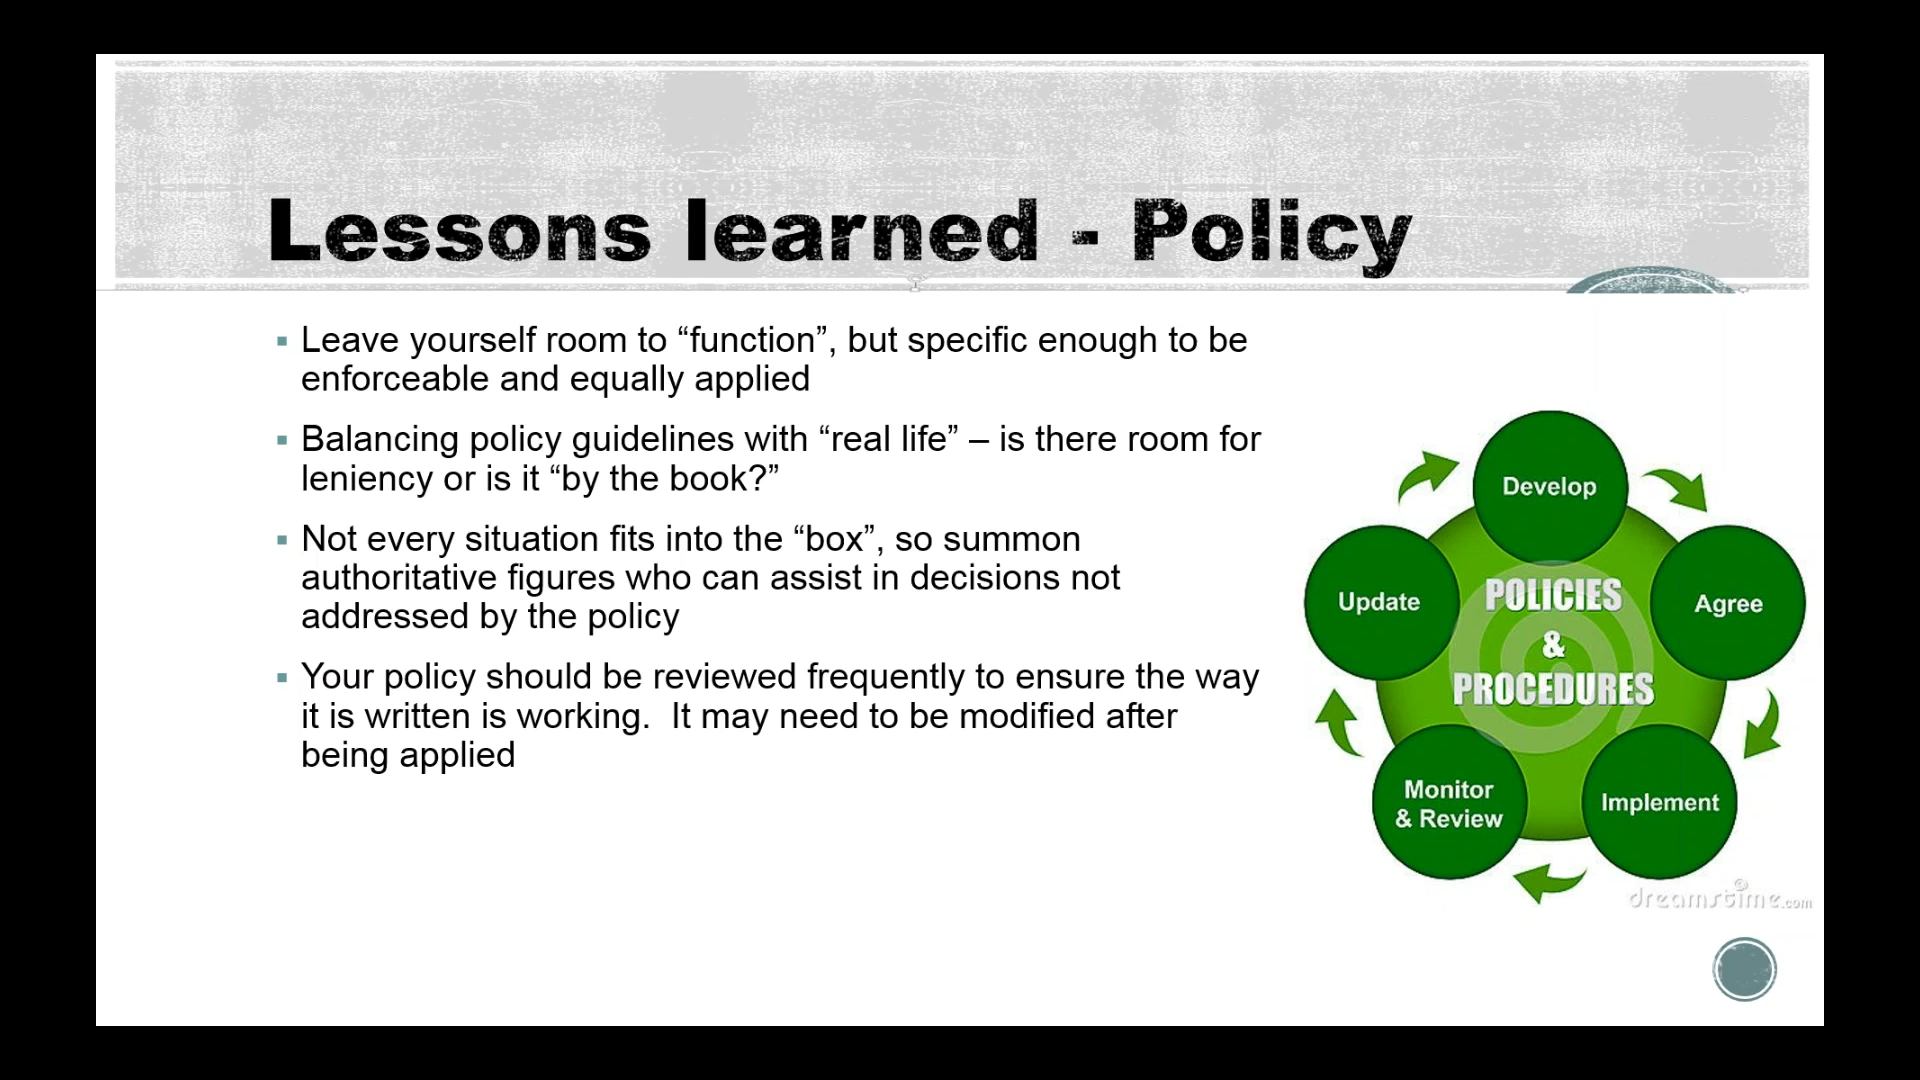 Lessons learned - Policy
▪ Leave yourself room to “function”, but specific enough to be
enforceable and equally applied
▪ Balancing policy guidelines with “real life” – is there room for
leniency or is it “by the book?”
▪ Not every situation fits into the “box”, so summon
authoritative figures who can assist in decisions not
addressed by the policy
▪ Your policy should be reviewed frequently to ensure the way
it is written is working.  It may need to be modified after
being applied
Develop
Agree
Implement
Monitor
& Review
Update
POLICIES
&
PROCEDURES
dreamstime.com